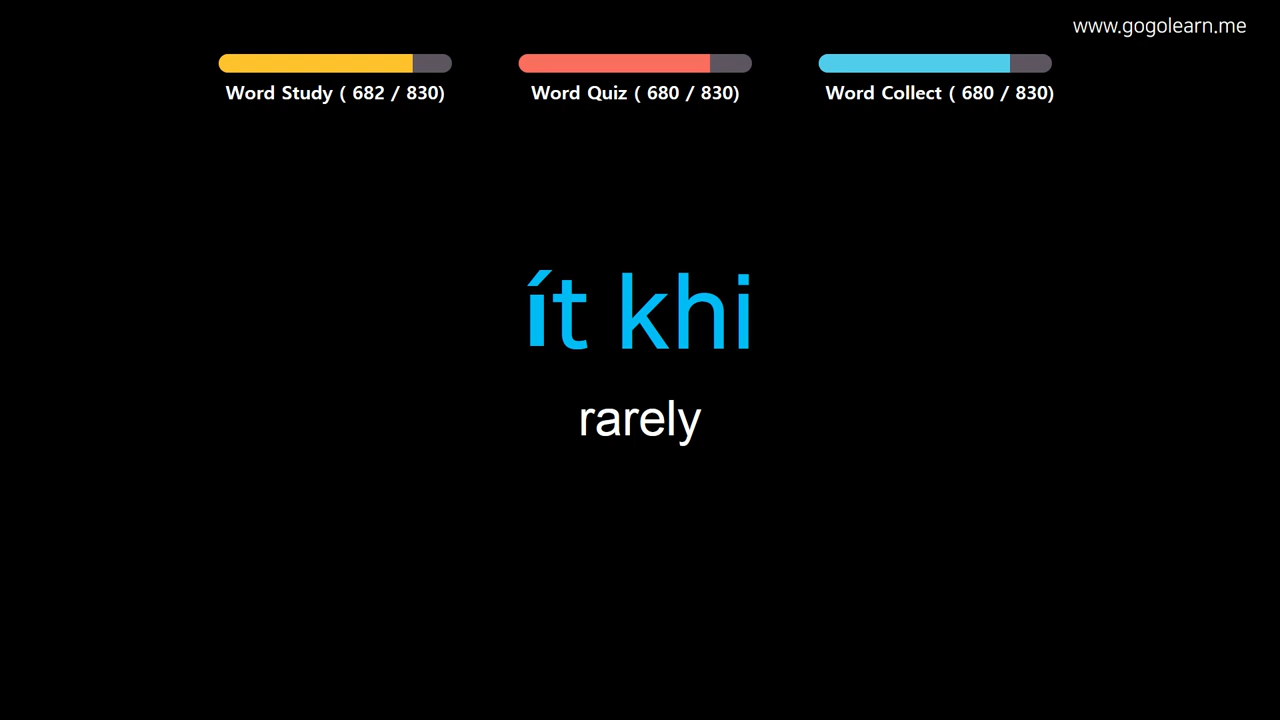 www.gogolearn.me
Word Study ( 682 / 830)
Word Quiz ( 680 / 830)
Word Collect ( 680 / 830)
ít khi
rarely